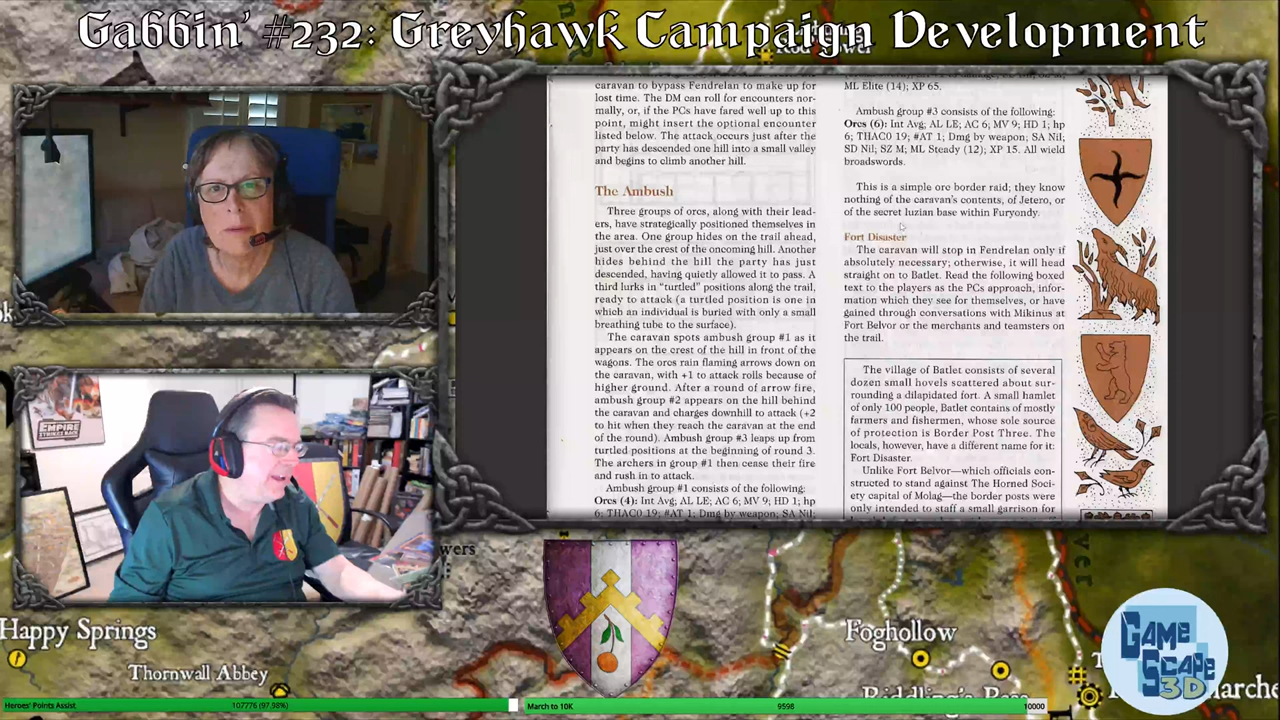 Gabbin' #232: Greyhawk Campaign Development
EMPIRE
STRIKES BACK
caravan to bypass Fendrelan to make up for
lost time. The DM can roll for encounters nor-
mally, or, if the PCs have fared well up to this
point, might insert the optional encounter
listed below. The attack occurs just after the
party has descended one hill into a small valley
and begins to climb another hill.
The Ambush
Three groups of orcs, along with their lead-
ers, have strategically positioned themselves in
the area. One group hides on the trail ahead,
just over the crest of the oncoming hill. Another
hides behind the hill the party has just
descended, having quietly allowed it to pass. A
third lurks in "turtled" positions along the trail,
ready to attack (a turtled position is one in
which an individual is buried with only a small
breathing tube to the surface).
The caravan spots ambush group #1 as it
appears on the crest of the hill in front of the
wagons. The orcs rain flaming arrows down on
the caravan, with +1 to attack rolls because of
higher ground. After a round of arrow fire,
ambush group #2 appears on the hill behind
the caravan and charges downhill to attack (+2
to hit when they reach the caravan at the end
of the round). Ambush group #3 leaps up from
turtled positions at the beginning of round 3.
The archers in group #1 then cease their fire
and rush in to attack.
Ambush group #1 consists of the following:
Orcs (4): Int Avg; AL LE; AC 6; MV 9; HD 1; hp
6; THAC0 19; #AT 1; Dmg by weapon; SA Nil;
ML Elite (14); XP 65.
Ambush group #3 consists of the following:
Orcs (6): Int Avg; AL LE; AC 6; MV 9; HD 1; hp
6; THAC0 19; #AT 1; Dmg by weapon; SA Nil;
SD Nil; SZ M; ML Steady (12); XP 15. All wield
broadswords.
This is a simple orc border raid; they know
nothing of the caravan's contents, of Jetero, or
of the secret Iuzian base within Furyondy.
Fort Disaster
The caravan will stop in Fendrelan only if
absolutely necessary; otherwise, it will head
straight on to Batlet. Read the following boxed
text to the players as the PCs approach, infor-
mation which they see for themselves, or have
gained through conversations with Mikinus at
Fort Belvor or the merchants and teamsters on
the trail.
The village of Batlet consists of several
dozen small hovels scattered about sur-
rounding a dilapidated fort. A small hamlet
of only 100 people, Batlet contains of mostly
farmers and fishermen, whose sole source
of protection is Border Post Three. The
locals, however, have a different name for it:
Fort Disaster.
Unlike Fort Belvor—which officials con-
structed to stand against The Horned Soci-
ety capital of Molag—the border posts were
only intended to staff a small garrison for
wers
Happy Springs
Thornwall Abbey
Foghollow
GAME
SCAPE
3D
Heroes' Points Assist 107776 (97.98%)
March to 10K 9598 10000